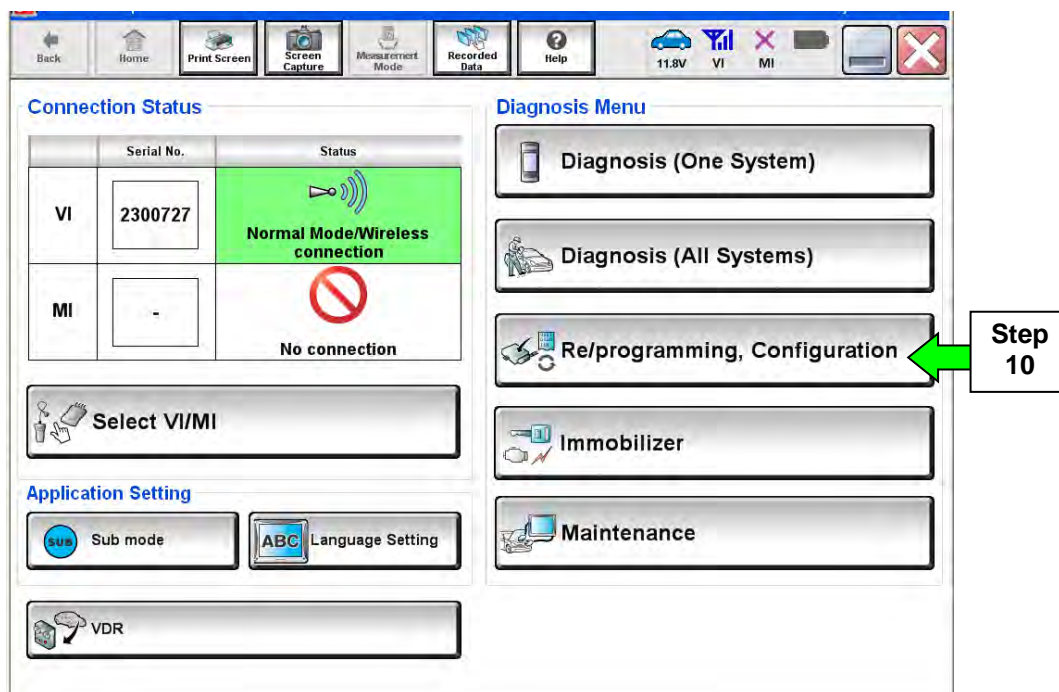 Back
Home
Print Screen
Screen
Capture
Measurement
Mode
Recorded
Data
?
Help
11.8V
VI
MI
Connection Status
Serial No.
Status
VI
2300727
Normal Mode/Wireless
connection
MI
-
No connection
Select VI/MI
Application Setting
SUB
Sub mode
ABC
Language Setting
VDR
Diagnosis Menu
Diagnosis (One System)
Diagnosis (All Systems)
Re/programming, Configuration
Immobilizer
Maintenance
Step
10